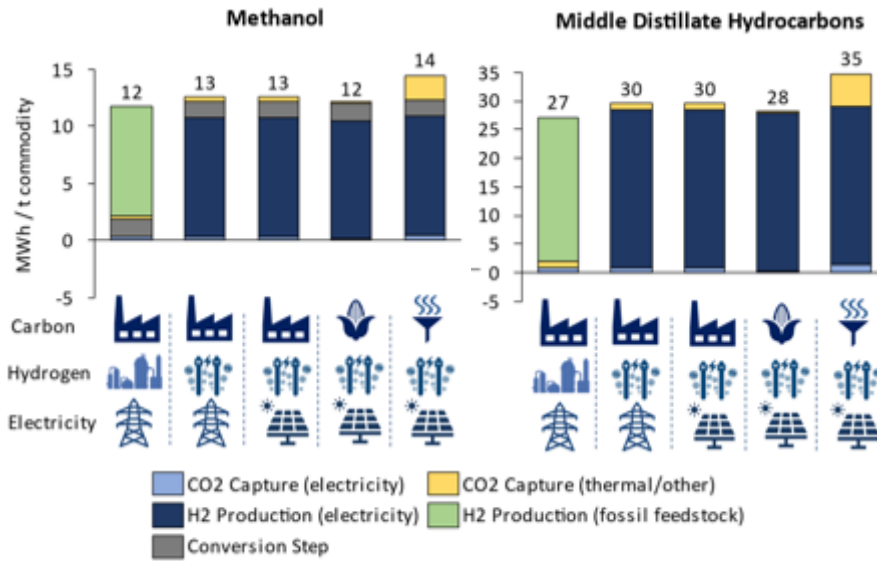 Methanol
Middle Distillate Hydrocarbons
MWh / t commodity
15
10
5
0
-5
12
13
13
12
14
35
30
25
20
15
10
5
0
-5
27
30
30
28
35
Carbon
Hydrogen
Electricity
CO2 Capture (electricity)
CO2 Capture (thermal/other)
H2 Production (electricity)
H2 Production (fossil feedstock)
Conversion Step